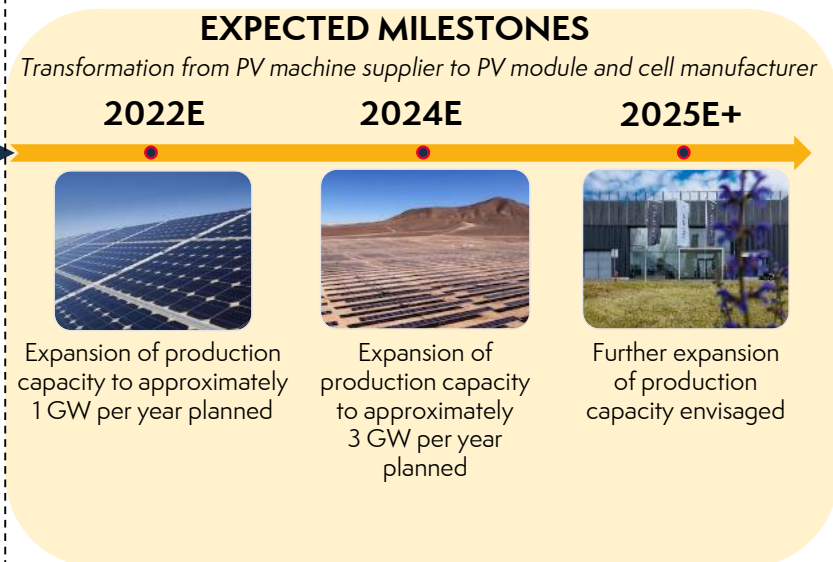 EXPECTED MILESTONES
Transformation from PV machine supplier to PV module and cell manufacturer
2022E
2024E
2025E+
Expansion of production
capacity to approximately
1 GW per year planned
Expansion of
production capacity
to approximately
3 GW per year
planned
Further expansion
of production
capacity envisaged